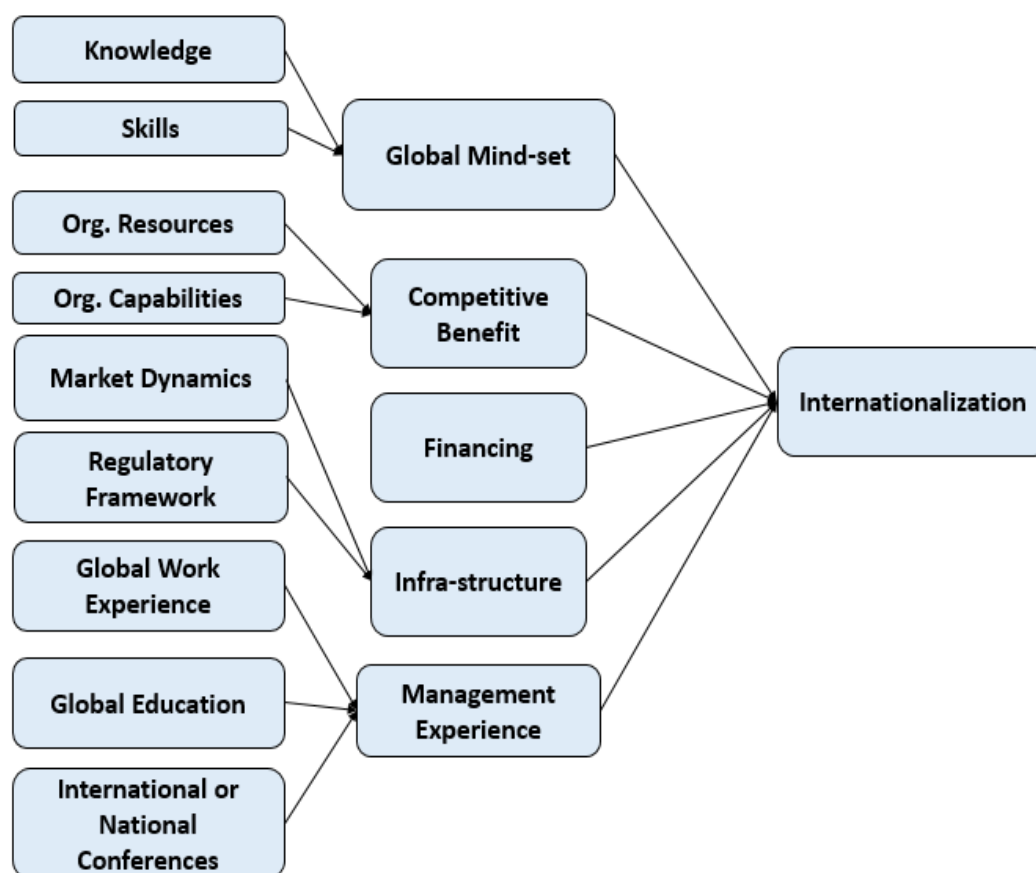 Knowledge
Skills
Org. Resources
Org. Capabilities
Market Dynamics
Regulatory
Framework
Global Work
Experience
Global Education
International or
National
Conferences
Global Mind-set
Competitive
Benefit
Financing
Infra-structure
Management
Experience
Internationalization